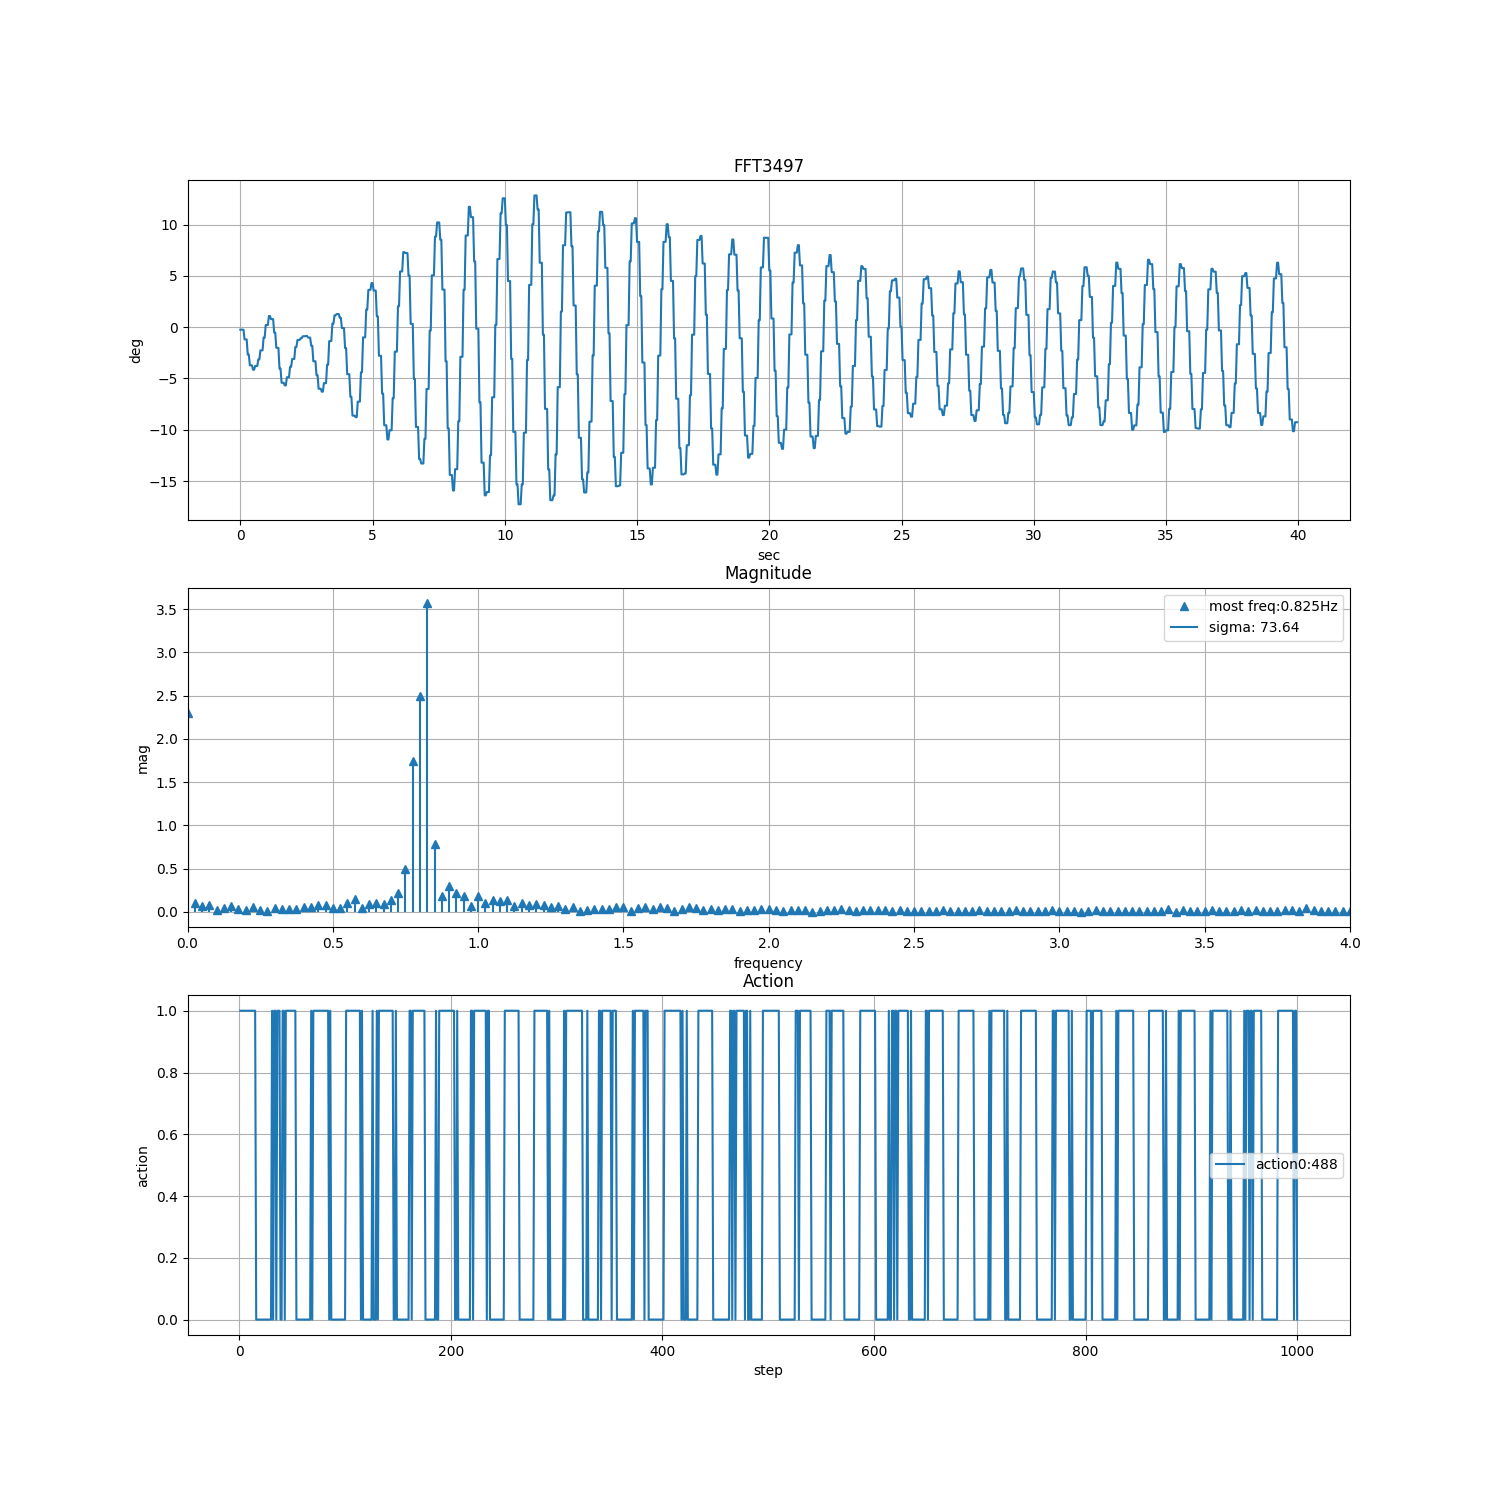 FFT3497
10
5
0
−5
−10
−15
deg
0 5 10 15 20 25 30 35 40
sec
Magnitude
3.5
3.0
2.5
2.0
1.5
1.0
0.5
0.0
mag
most freq:0.825Hz
sigma: 73.64
0.0 0.5 1.0 1.5 2.0 2.5 3.0 3.5 4.0
frequency
Action
1.0
0.8
0.6
0.4
0.2
0.0
action
action0:488
0 200 400 600 800 1000
step